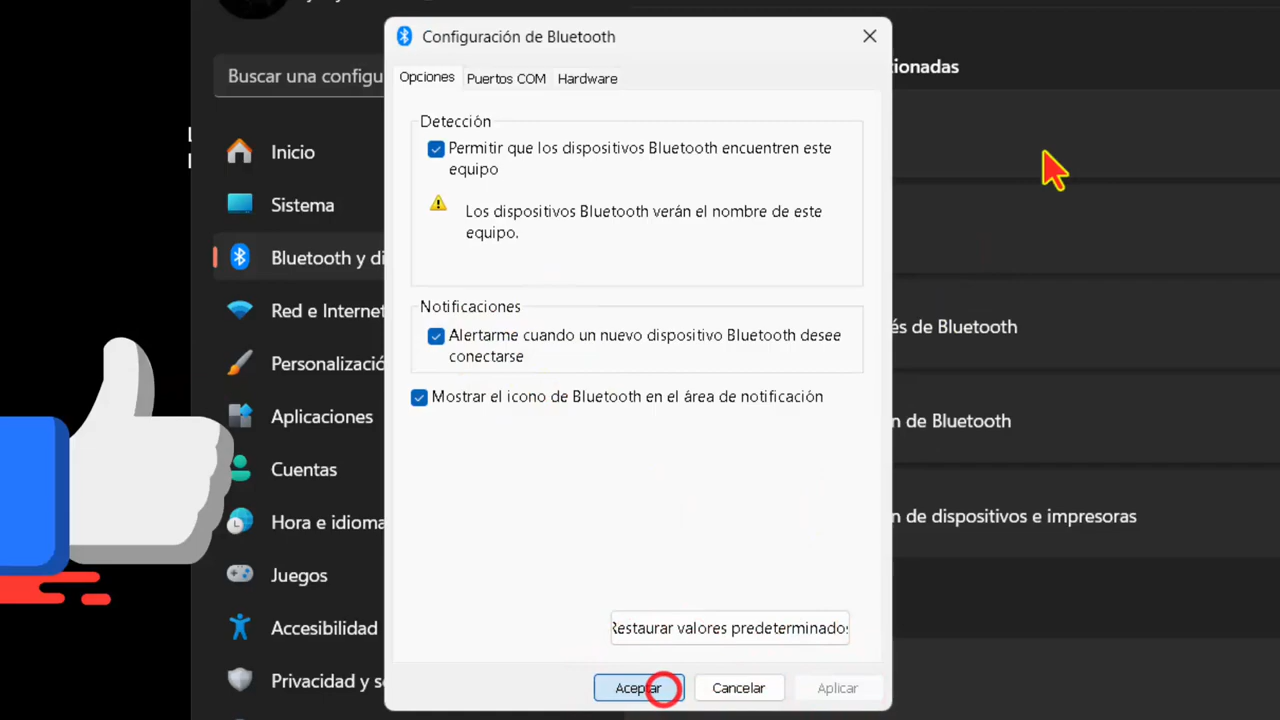 Configuración de Bluetooth
Opciones
Puertos COM
Hardware
Detección
Permitir que los dispositivos Bluetooth encuentren este
equipo
Los dispositivos Bluetooth verán el nombre de este
equipo.
Notificaciones
Alertarme cuando un nuevo dispositivo Bluetooth desee
conectarse
Mostrar el icono de Bluetooth en el área de notificación
Restaurar valores predeterminados
Aceptar
Cancelar
Aplicar
Buscar una configu
Inicio
Sistema
Bluetooth y di
Red e Internet
Personalizació
Aplicaciones
Cuentas
Hora e idioma
Juegos
Accesibilidad
Privacidad y se
ionadas
és de Bluetooth
n de Bluetooth
n de dispositivos e impresoras